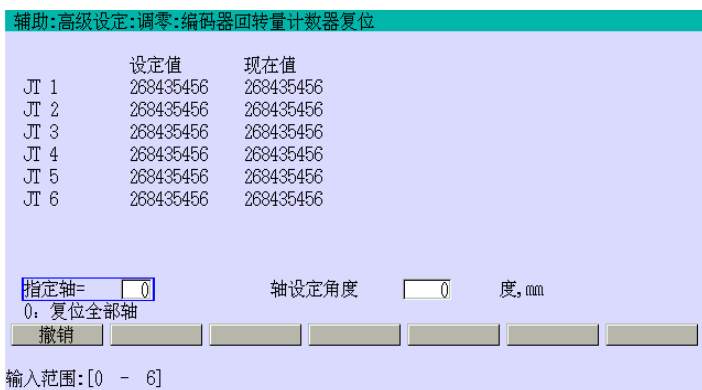 辅助:高级设定:调零:编码器回转量计数器复位
设定值 现在值
JT 1 268435456 268435456
JT 2 268435456 268435456
JT 3 268435456 268435456
JT 4 268435456 268435456
JT 5 268435456 268435456
JT 6 268435456 268435456
指定轴= 0 轴设定角度 0 度,mm
0: 复位全部轴
撤销
输入范围:[0 - 6]